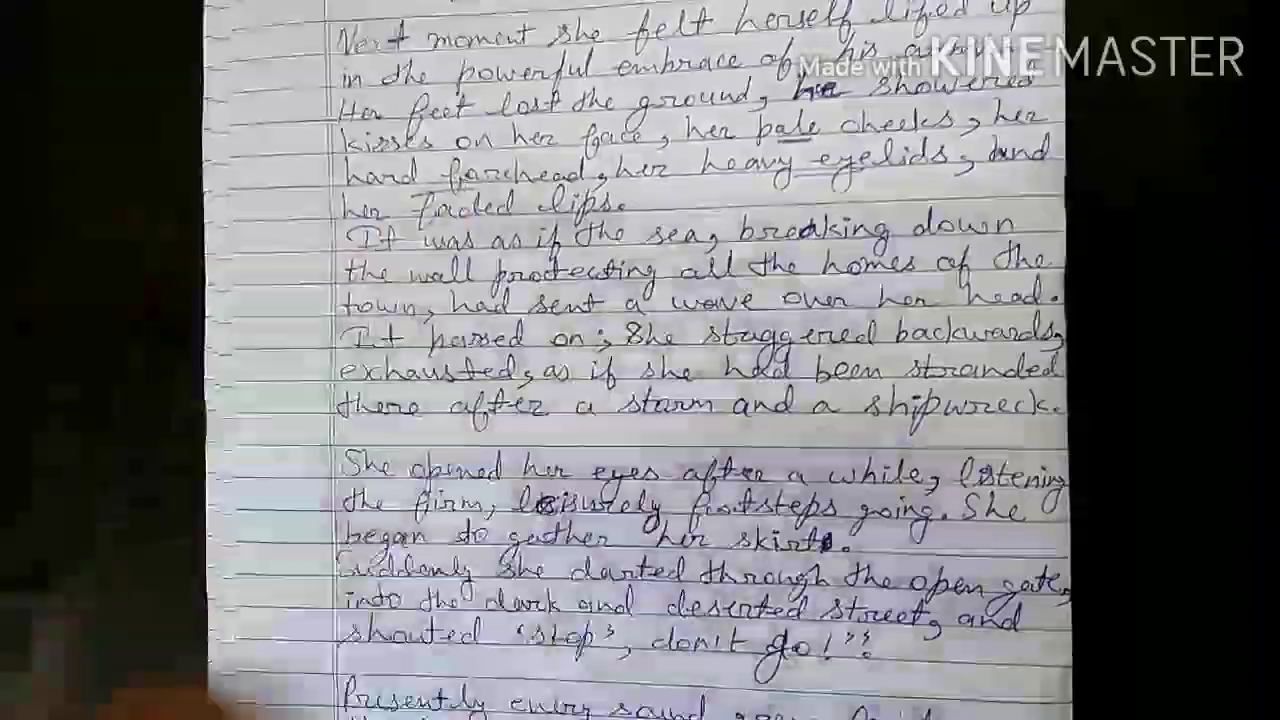 Next moment she felt herself lifed up
in the powerful embrace of his
Made with KINEMASTER
Her feet lost the ground, he showered
kisses on her face, her pale cheeks, her
hard forehead, her heavy eyelids, and
her faded lips.
It was as if the sea, breaking down
the wall protecting all the homes of the
town, had sent a wave over her head.
It passed on; She staggered backwards,
exhausted, as if she had been stranded
there after a storm and a shipwreck.
She opened her eyes after a while, listening
the firm, leisurely footsteps going. She
began to gather her skirts.
Suddenly she darted through the open gate,
into the dark and deserted street, and
shouted 'stop', don't go!"
Presently sound